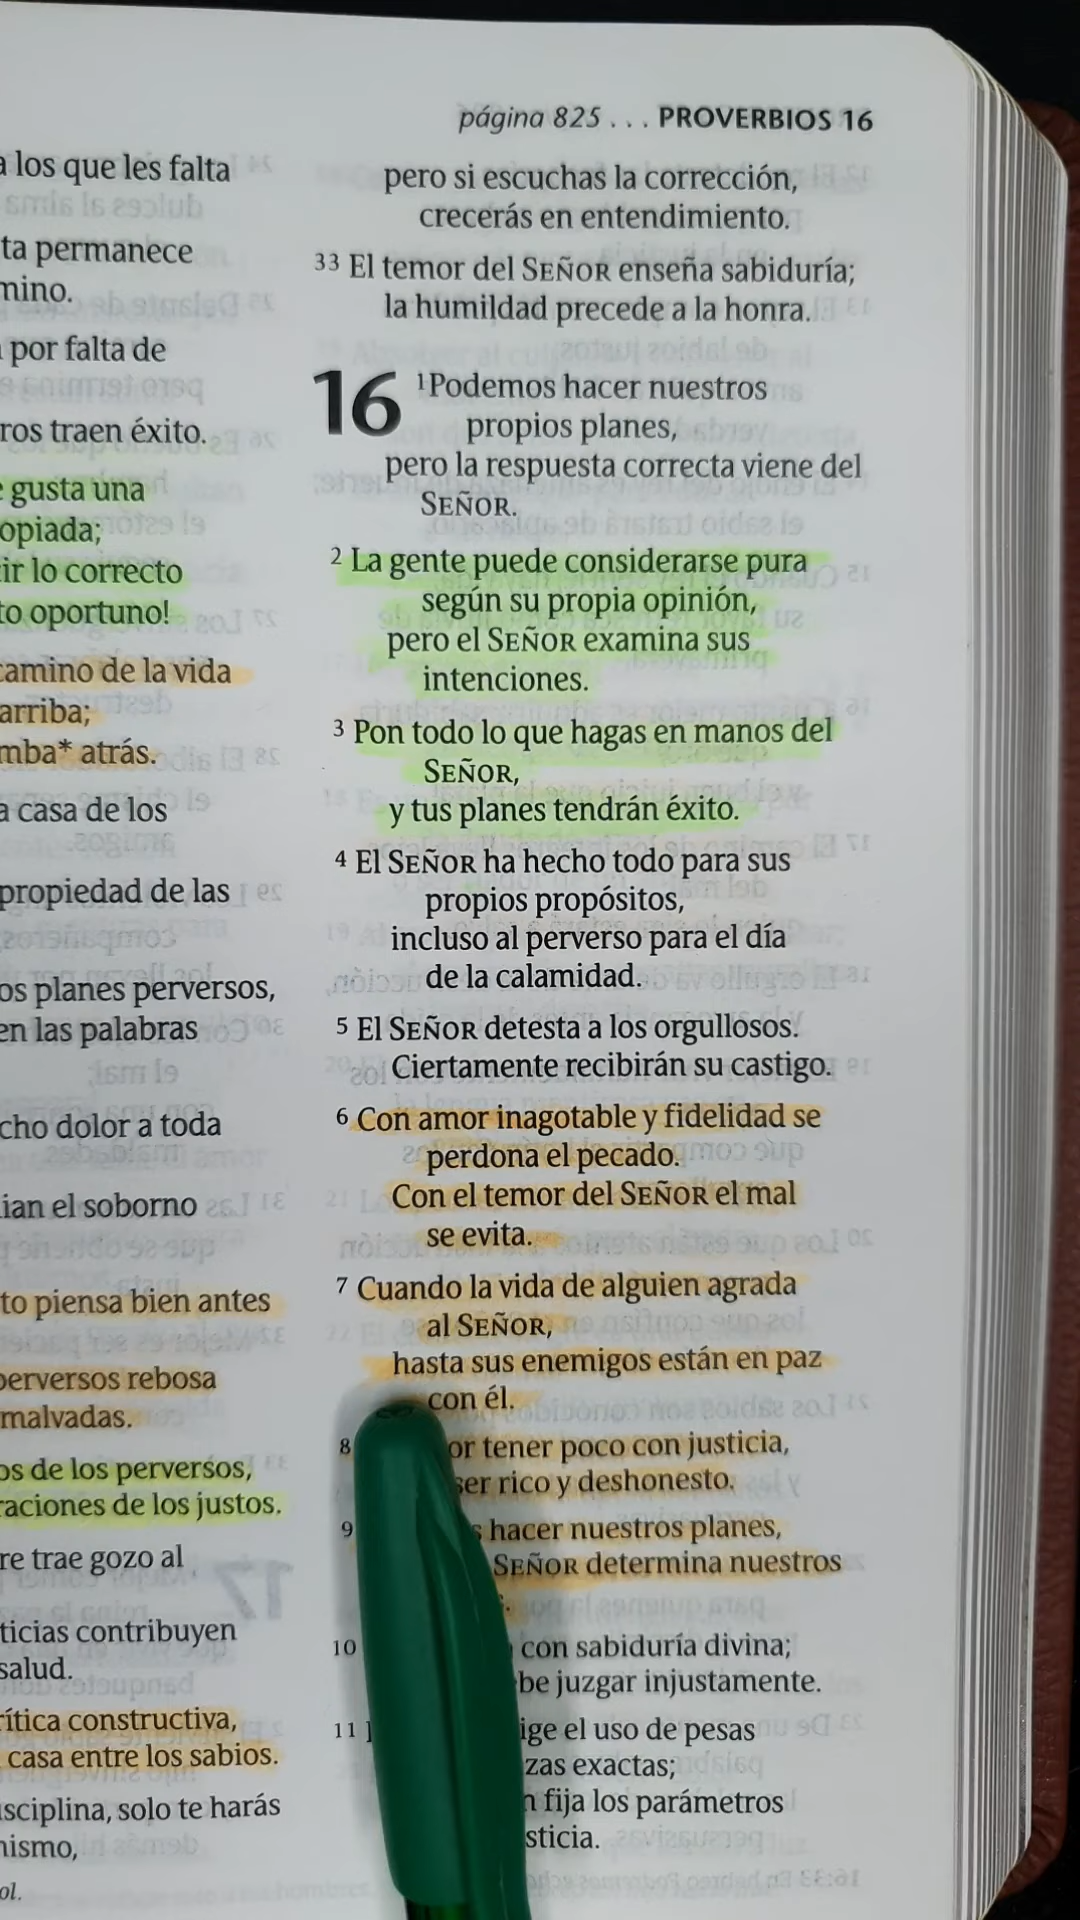 página 825 . . . PROVERBIOS 16
a los que les falta
ta permanece
mino.
por falta de
ros traen éxito.
gusta una
opiada;
ir lo correcto
to oportuno!
camino de la vida
arriba;
mba* atrás.
a casa de los
propiedad de las
os planes perversos,
en las palabras
cho dolor a toda
ian el soborno
to piensa bien antes
perversos rebosa
malvadas.
os de los perversos,
raciones de los justos.
re trae gozo al
ticias contribuyen
salud.
rítica constructiva,
casa entre los sabios.
sciplina, solo te harás
mismo,
ol.
pero si escuchas la corrección,
crecerás en entendimiento.
33 El temor del SEÑOR enseña sabiduría;
la humildad precede a la honra.
16 1 Podemos hacer nuestros
propios planes,
pero la respuesta correcta viene del
SEÑOR.
2 La gente puede considerarse pura
según su propia opinión,
pero el SEÑOR examina sus
intenciones.
3 Pon todo lo que hagas en manos del
SEÑOR,
y tus planes tendrán éxito.
4 El SEÑOR ha hecho todo para sus
propios propósitos,
incluso al perverso para el día
de la calamidad.
5 El SEÑOR detesta a los orgullosos.
Ciertamente recibirán su castigo.
6 Con amor inagotable y fidelidad se
perdona el pecado.
Con el temor del SEÑOR el mal
se evita.
7 Cuando la vida de alguien agrada
al SEÑOR,
hasta sus enemigos están en paz
con él.
8 or tener poco con justicia,
ser rico y deshonesto.
9 s hacer nuestros planes,
SEÑOR determina nuestros
10 con sabiduría divina;
be juzgar injustamente.
11 ige el uso de pesas
zas exactas;
n fija los parámetros
sticia.